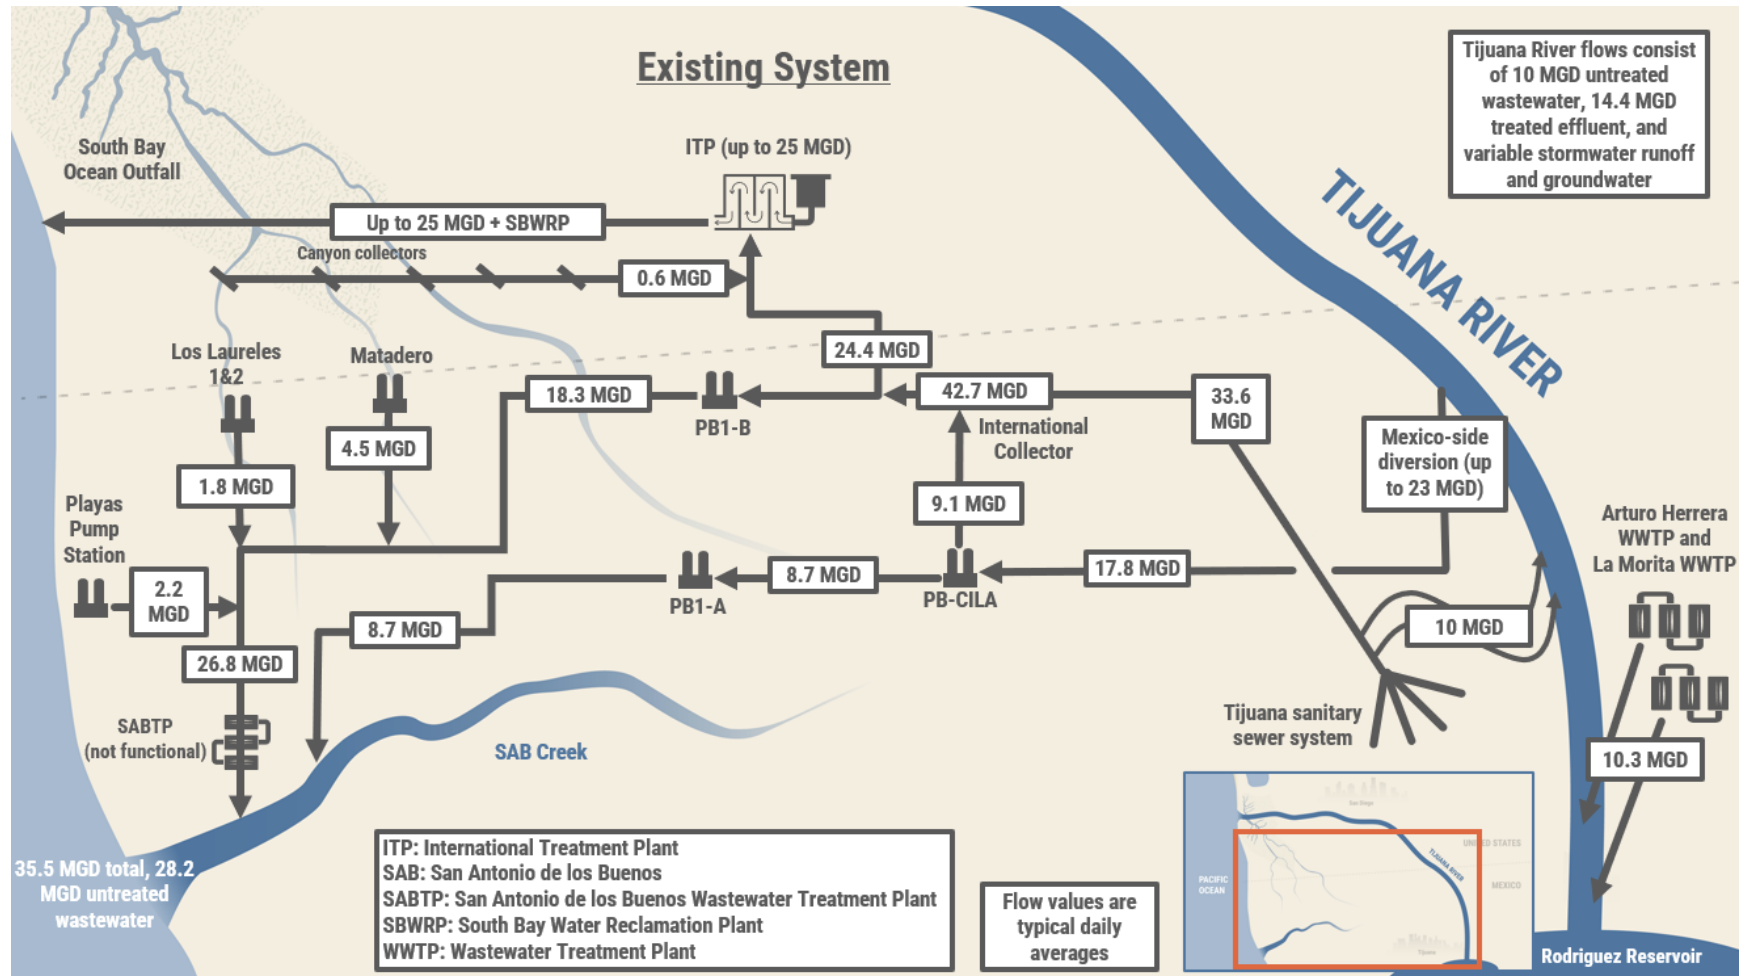 Existing System
Tijuana River flows consist
of 10 MGD untreated
wastewater, 14.4 MGD
treated effluent, and
variable stormwater runoff
and groundwater
South Bay
Ocean Outfall
ITP (up to 25 MGD)
Up to 25 MGD + SBWRP
Canyon collectors
0.6 MGD
TIJUANA RIVER
24.4 MGD
Los Laureles
1&2
Matadero
18.3 MGD
PB1-B
42.7 MGD
International
Collector
33.6
MGD
Mexico-side
diversion (up
to 23 MGD)
4.5 MGD
1.8 MGD
9.1 MGD
Playas
Pump
Station
2.2
MGD
Arturo Herrera
WWTP and
La Morita WWTP
PB1-A
8.7 MGD
PB-CILA
17.8 MGD
8.7 MGD
10 MGD
26.8 MGD
SABTP
(not functional)
SAB Creek
Tijuana sanitary
sewer system
10.3 MGD
35.5 MGD total, 28.2
MGD untreated
wastewater
ITP: International Treatment Plant
SAB: San Antonio de los Buenos
SABTP: San Antonio de los Buenos Wastewater Treatment Plant
SBWRP: South Bay Water Reclamation Plant
WWTP: Wastewater Treatment Plant
Flow values are
typical daily
averages
San Diego
UNITED STATES
TIJUANA RIVER
PACIFIC
OCEAN
MEXICO
Tijuana
Rodriguez Reservoir